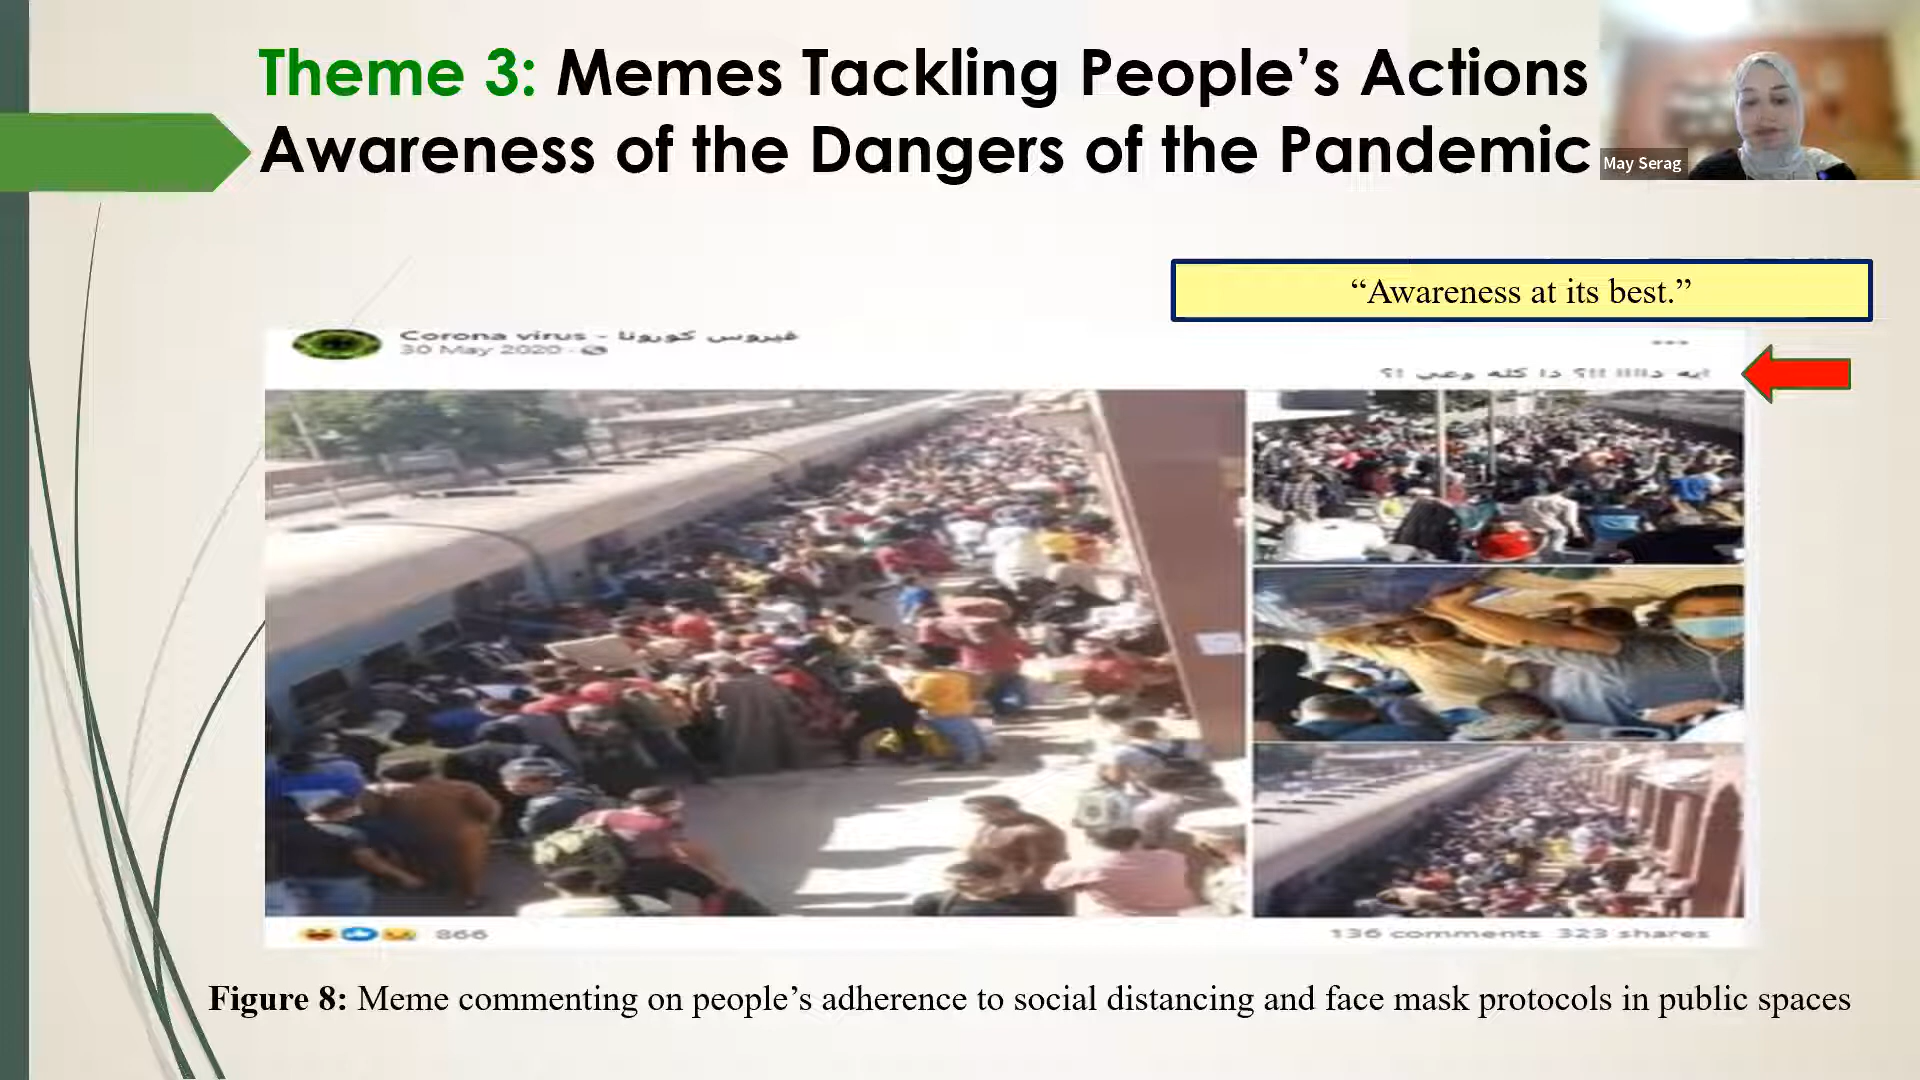 Theme 3: Memes Tackling People’s Actions
Awareness of the Dangers of the Pandemic
May Serag
“Awareness at its best.”
Corona virus - فيروس كورونا
30 May 2020
ايه داااا !!؟ دا كله وعي !؟
866
136 comments 323 shares
Figure 8: Meme commenting on people’s adherence to social distancing and face mask protocols in public spaces